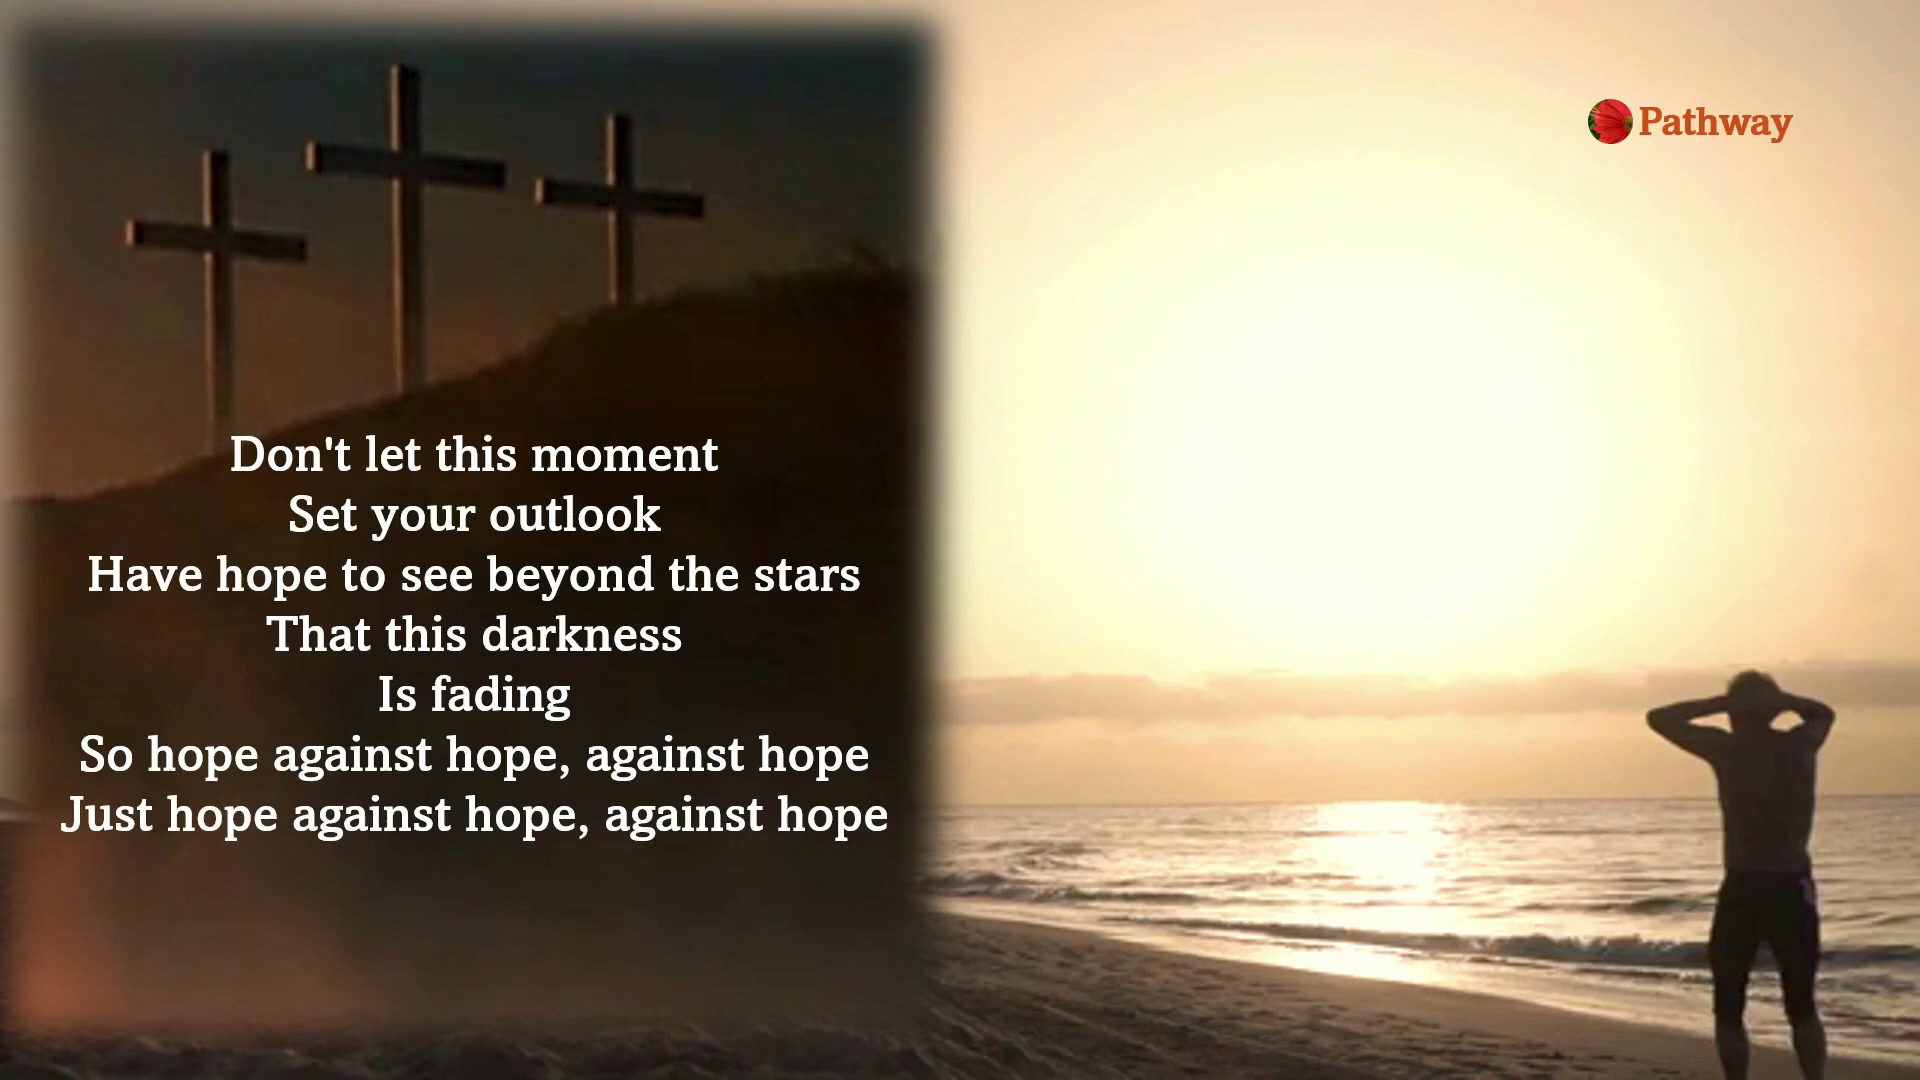 Pathway
Don't let this moment
Set your outlook
Have hope to see beyond the stars
That this darkness
Is fading
So hope against hope, against hope
Just hope against hope, against hope